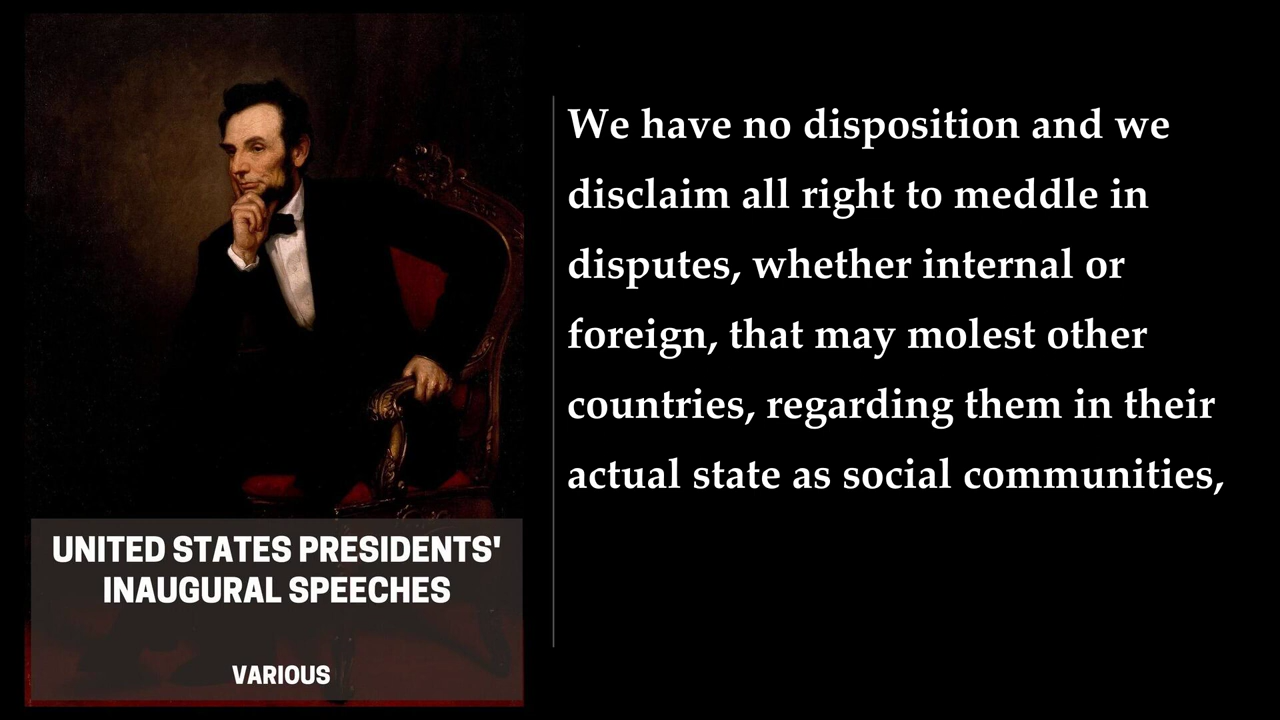 We have no disposition and we
disclaim all right to meddle in
disputes, whether internal or
foreign, that may molest other
countries, regarding them in their
actual state as social communities,
UNITED STATES PRESIDENTS'
INAUGURAL SPEECHES
VARIOUS